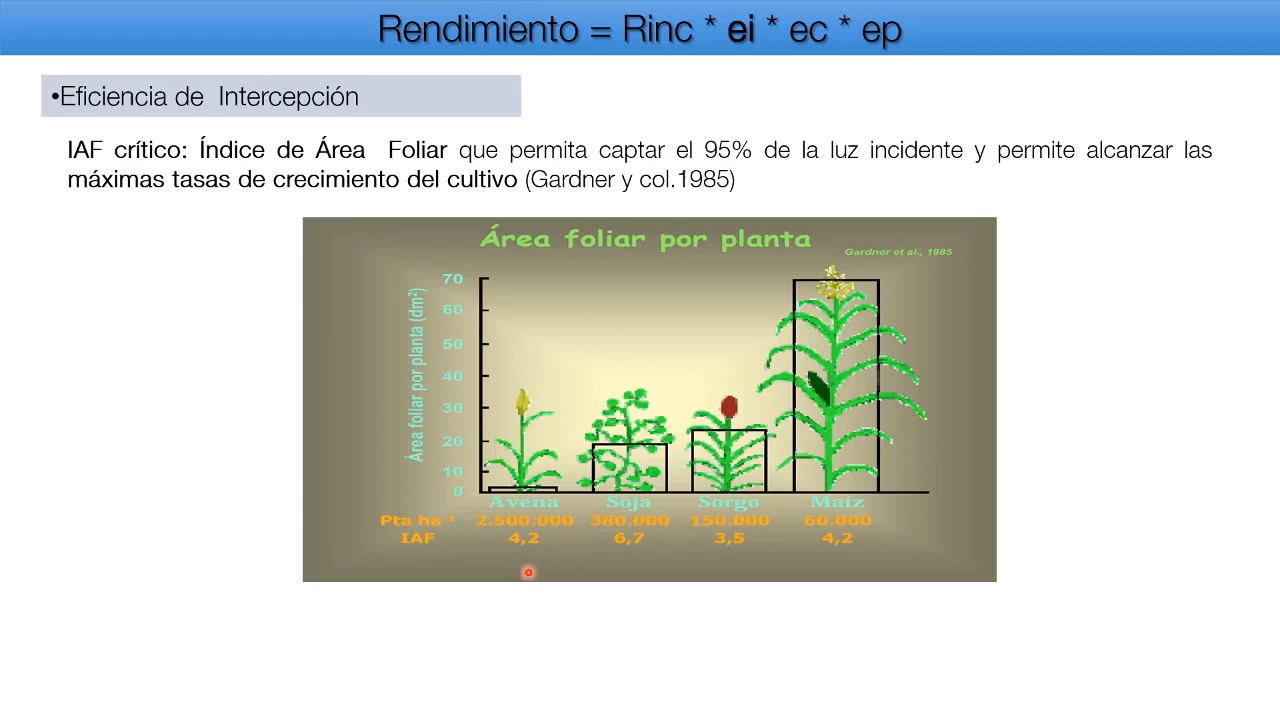 Rendimiento = Rinc * ei * ec * ep
•Eficiencia de Intercepción
IAF crítico: Índice de Área Foliar que permita captar el 95% de la luz incidente y permite alcanzar las
máximas tasas de crecimiento del cultivo (Gardner y col.1985)
Área foliar por planta
Gardner et al., 1985
Área foliar por planta (dm²)
70
60
50
40
30
20
10
0
Avena Soja Sorgo Maíz
Pta ha⁻¹ 2.500.000 380.000 150.000 60.000
IAF 4,2 6,7 3,5 4,2